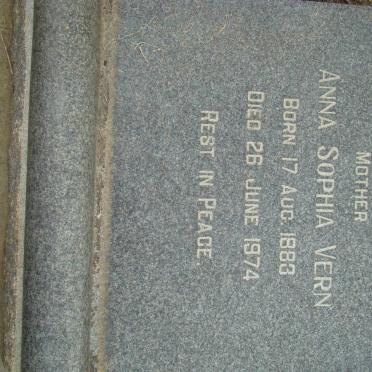 MOTHER
ANNA SOPHIA VERN
BORN 17 AUG. 1883
DIED 26 JUNE 1974
REST IN PEACE.